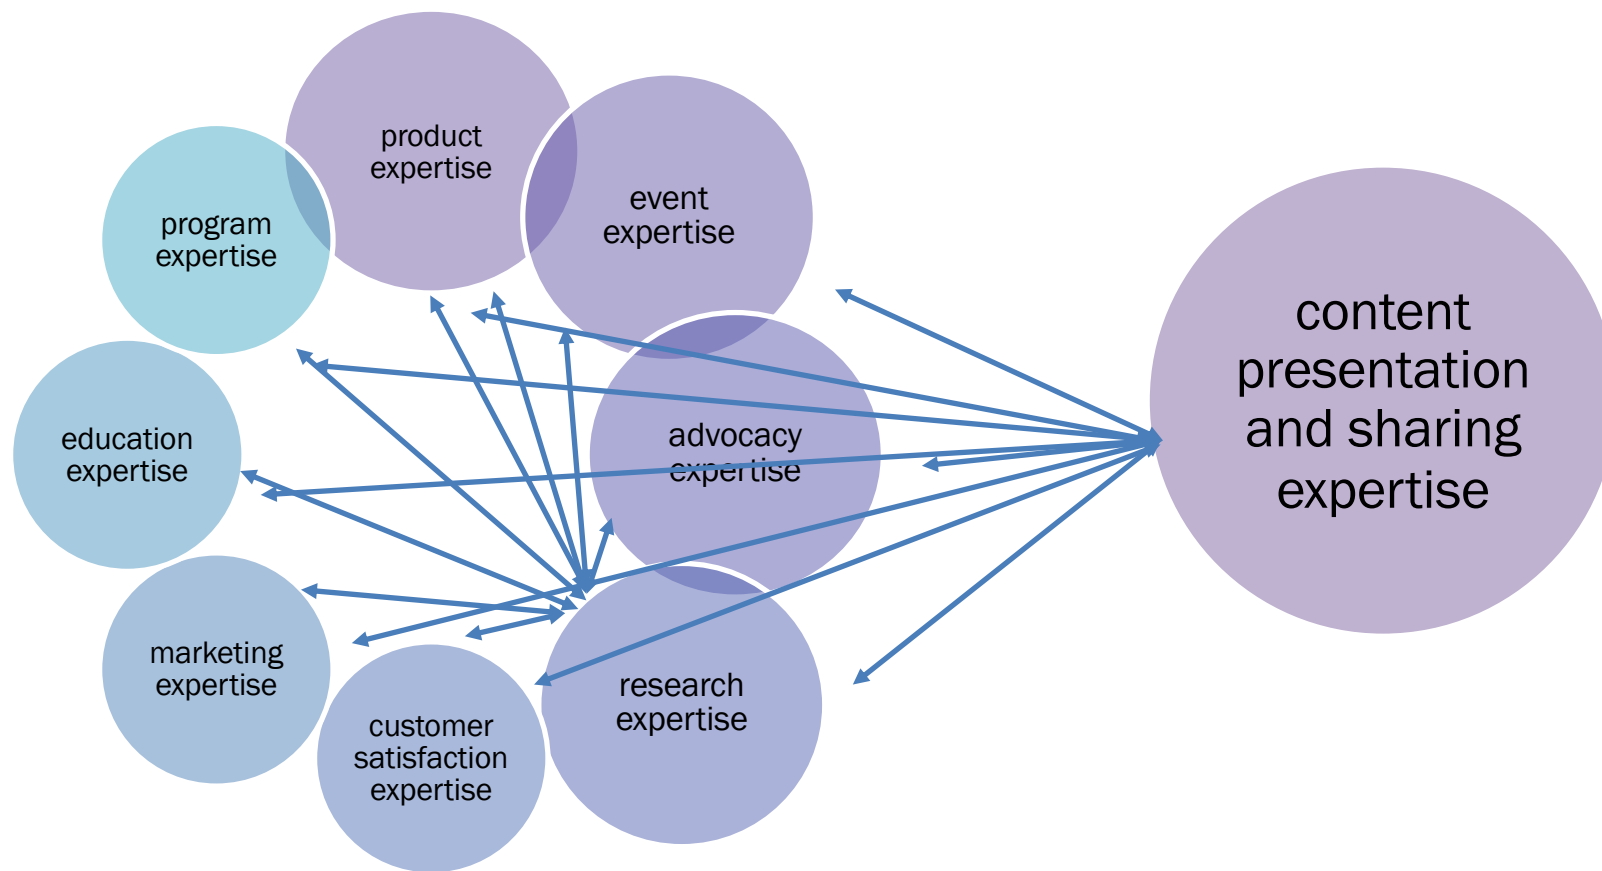 product
expertise
event
expertise
program
expertise
content
presentation
and sharing
expertise
advocacy
expertise
education
expertise
marketing
expertise
research
expertise
customer
satisfaction
expertise